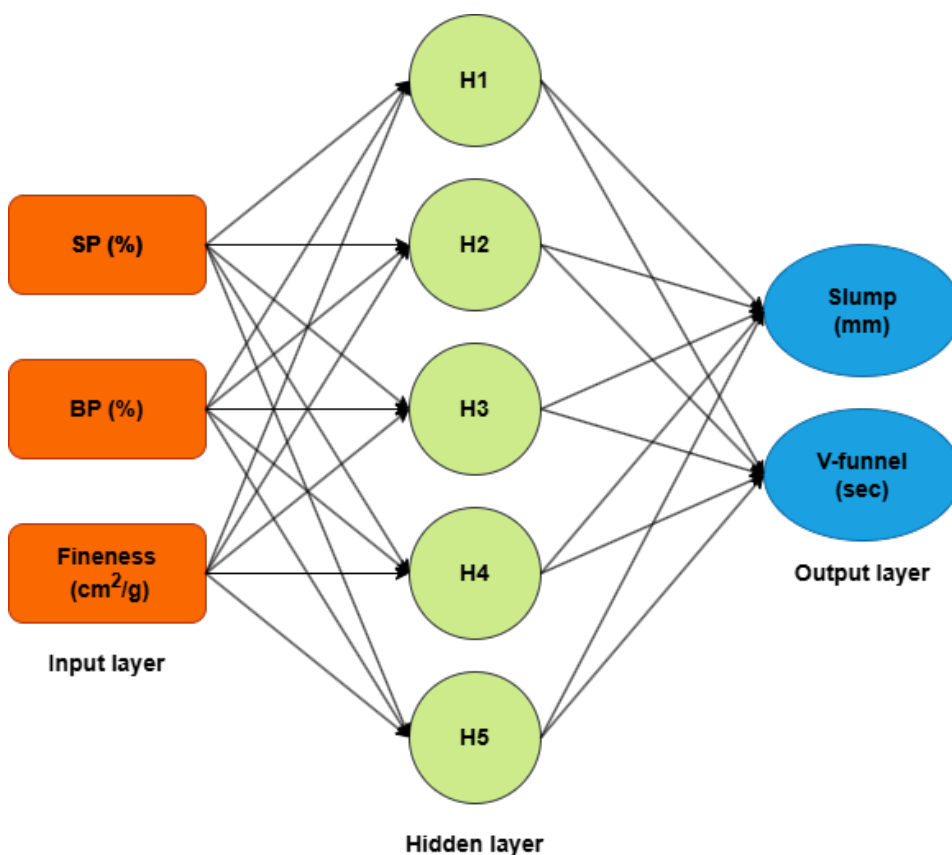 H1
SP (%)
H2
Slump
(mm)
BP (%)
H3
V-funnel
(sec)
Fineness
(cm²/g)
H4
Output layer
Input layer
H5
Hidden layer